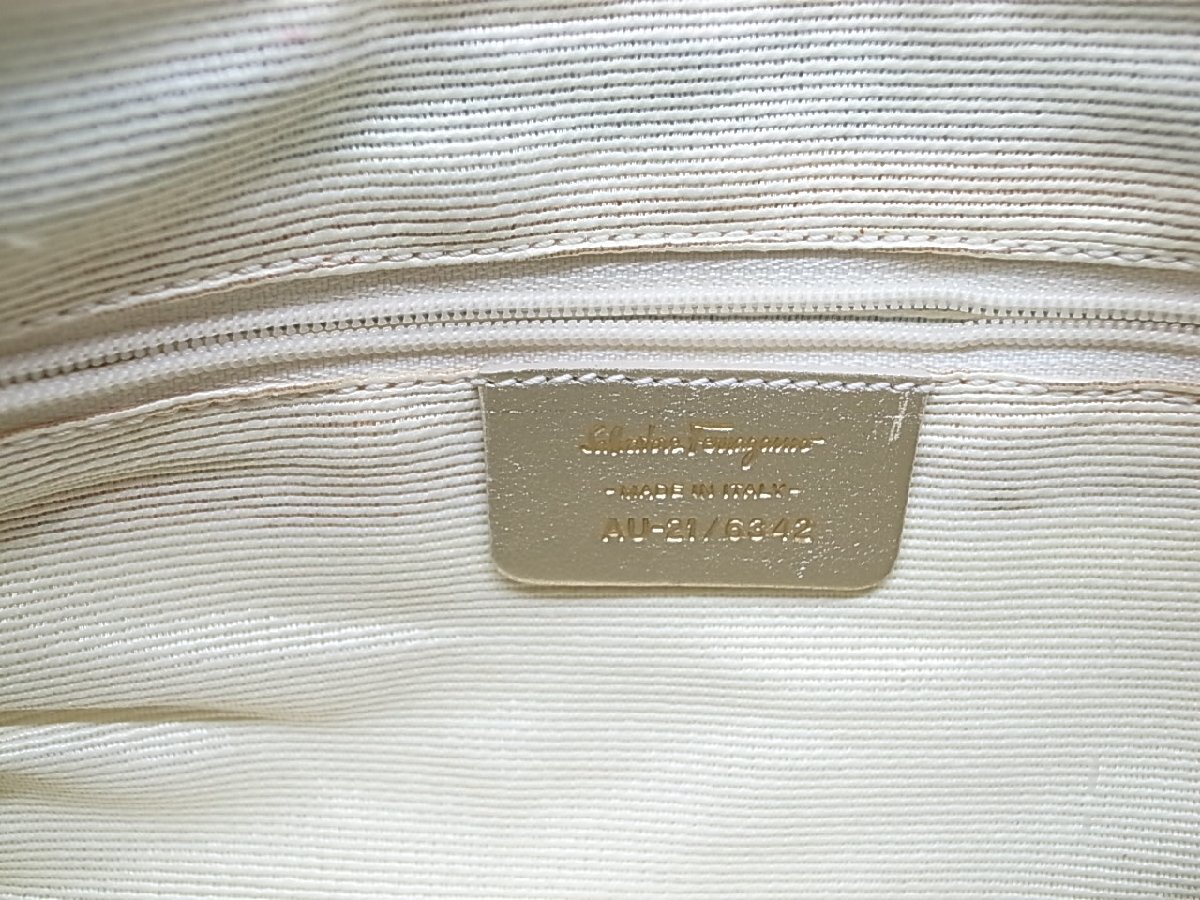 Salvatore Ferragamo
-MADE IN ITALY-
AU-21/6342